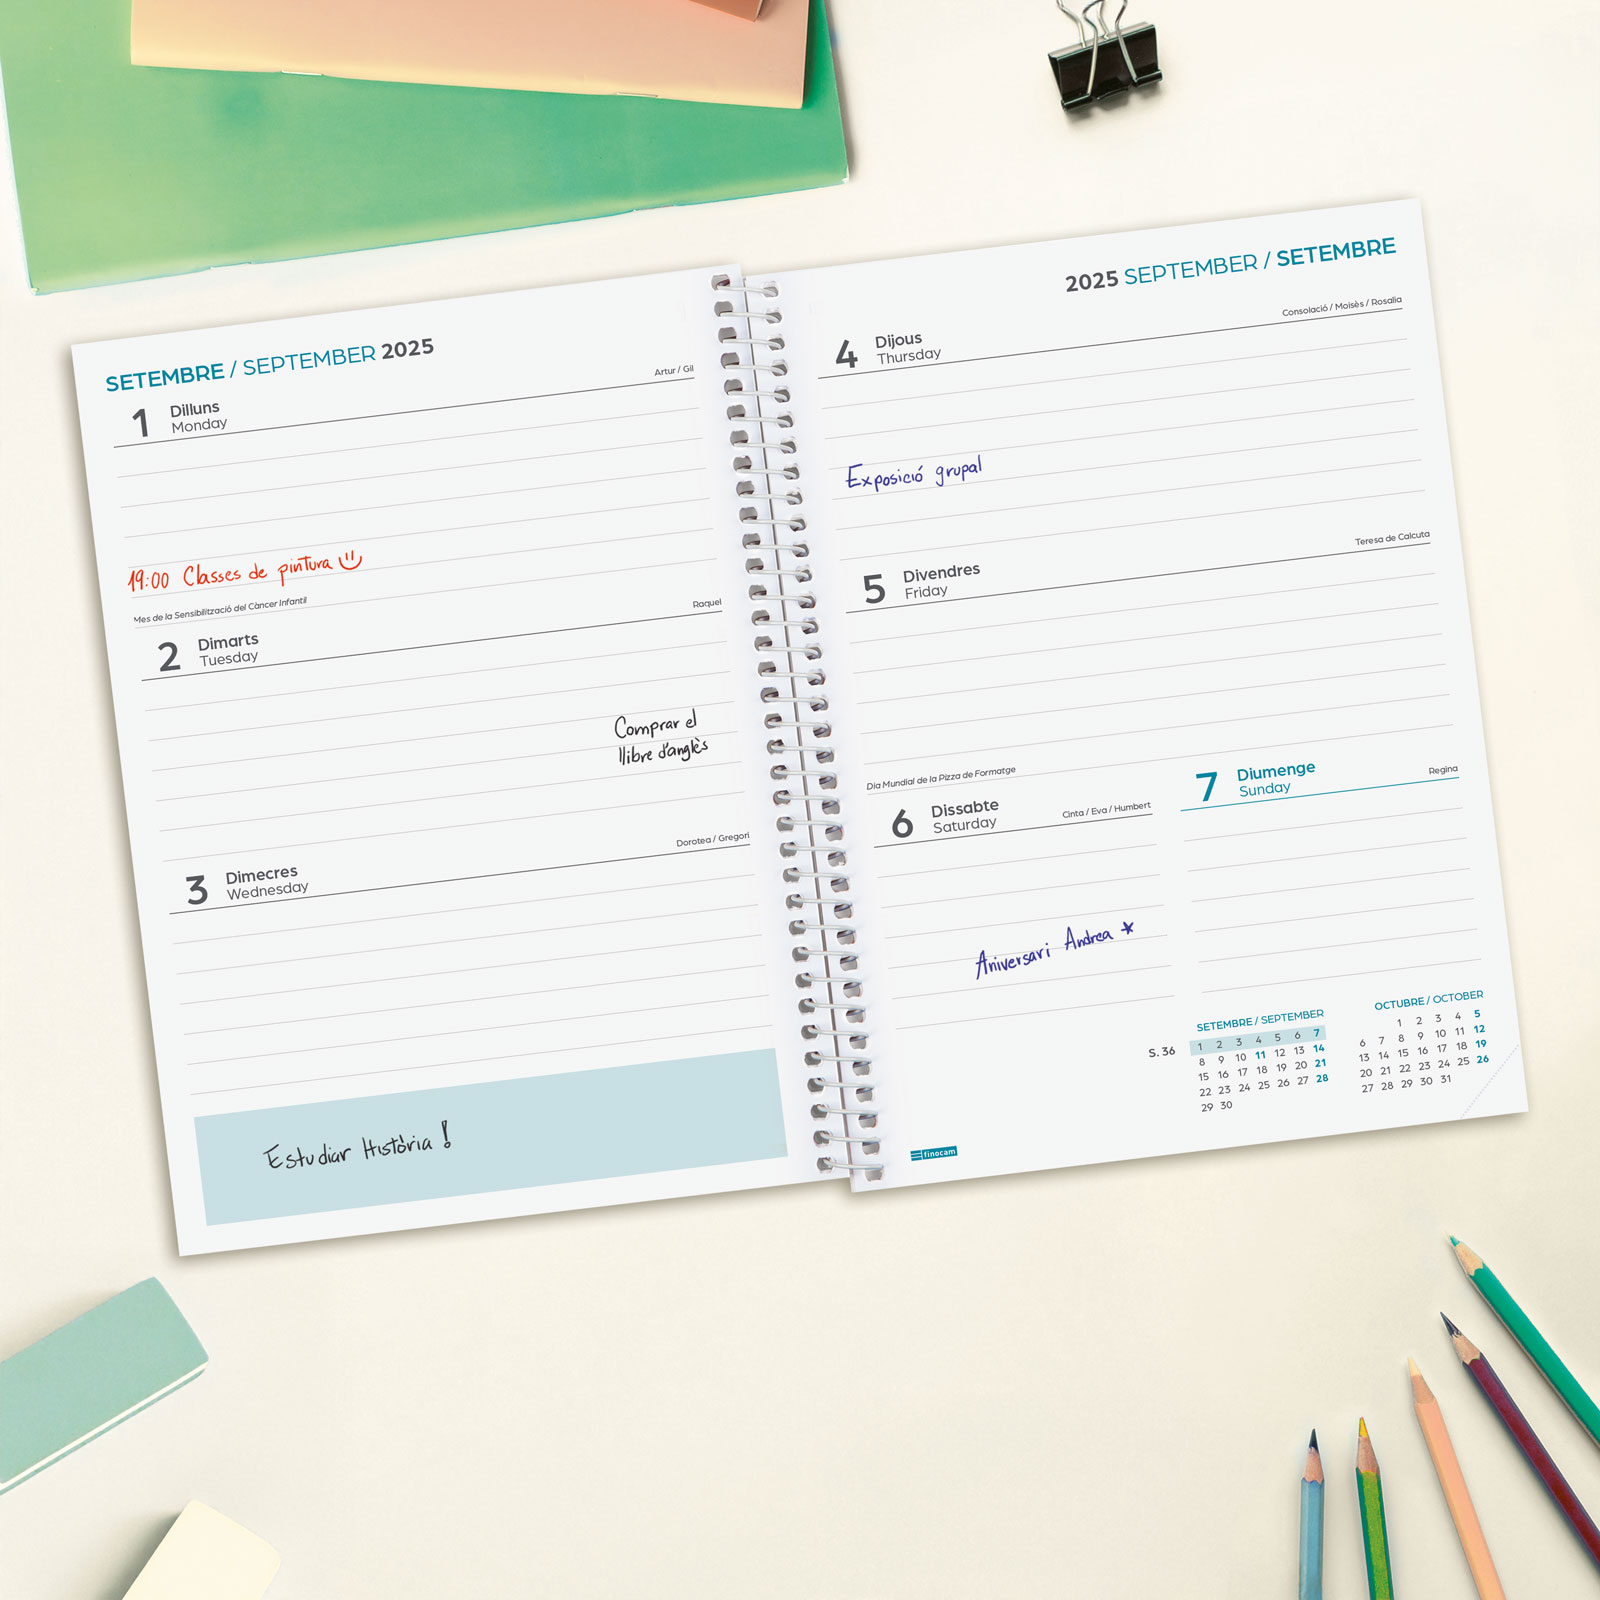 SETEMBRE / SEPTEMBER 2025
1 Dilluns
Monday
Artur / Gil
19:00 Classes de pintura
Mes de la Sensibilització del Càncer Infantil
2 Dimarts
Tuesday
Raquel
Comprar el
llibre d'anglès
3 Dimecres
Wednesday
Dorotea / Gregori
Estudiar Història!
2025 SEPTEMBER / SETEMBRE
4 Dijous
Thursday
Consolació / Moisès / Rosalia
Exposició grupal
5 Divendres
Friday
Teresa de Calcuta
Dia Mundial de la Pizza de Formatge
6 Dissabte
Saturday
Cinta / Eva / Humbert
Aniversari Andrea *
7 Diumenge
Sunday
Regina
S. 36
SETEMBRE / SEPTEMBER
1 2 3 4 5 6 7
8 9 10 11 12 13 14
15 16 17 18 19 20 21
22 23 24 25 26 27 28
29 30
OCTUBRE / OCTOBER
1 2 3 4 5
6 7 8 9 10 11 12
13 14 15 16 17 18 19
20 21 22 23 24 25 26
27 28 29 30 31
finocam